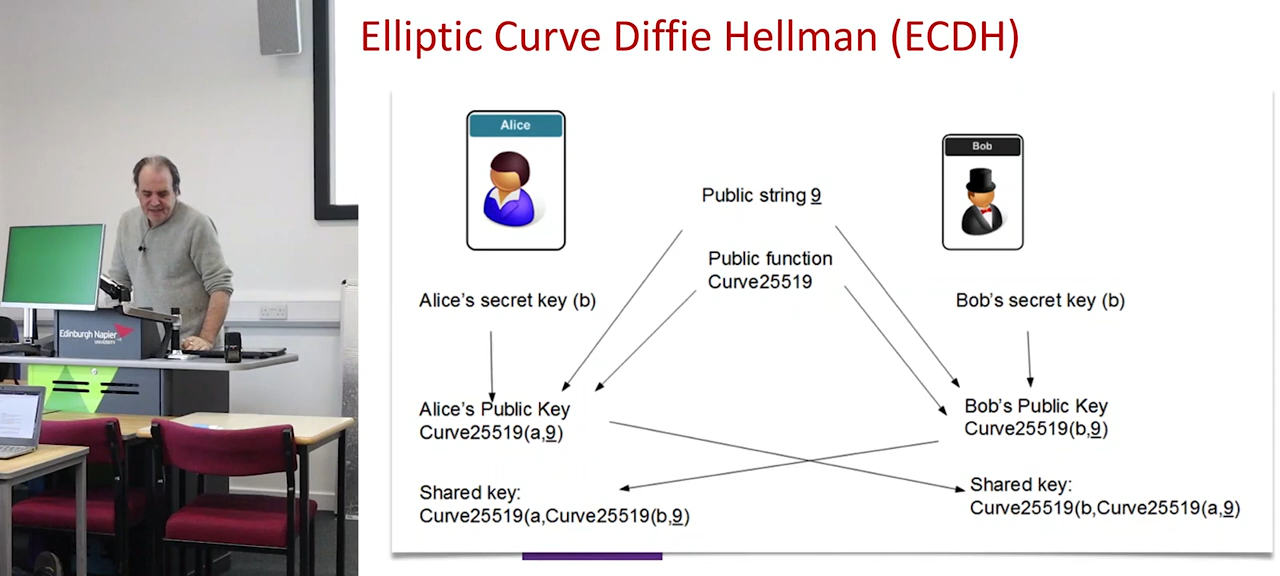 Elliptic Curve Diffie Hellman (ECDH)
Alice
Bob
Public string 9
Public function
Curve25519
Alice's secret key (b)
Bob's secret key (b)
Alice's Public Key
Curve25519(a,9)
Bob's Public Key
Curve25519(b,9)
Shared key:
Curve25519(a,Curve25519(b,9)
Shared key:
Curve25519(b,Curve25519(a,9)
Edinburgh Napier
UNIVERSITY